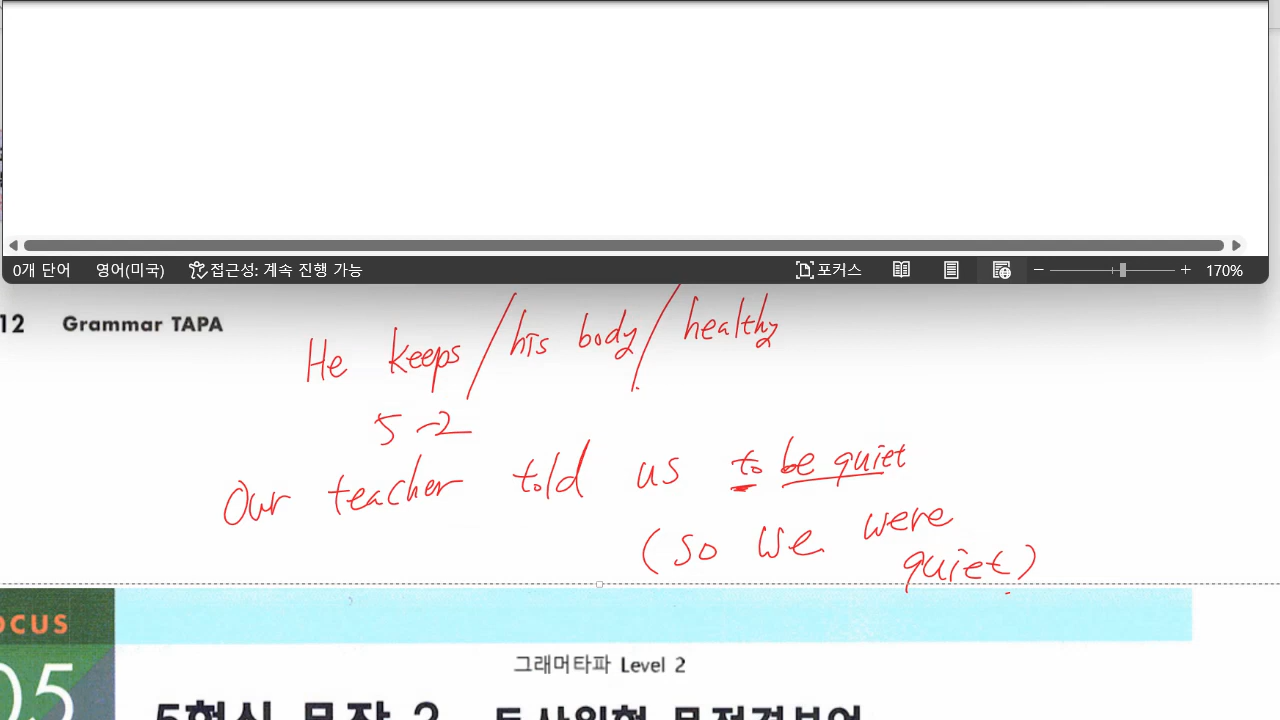 0개 단어 영어(미국) 접근성: 계속 진행 가능 포커스 170%
12 Grammar TAPA
He keeps / his body / healthy
5-2
Our teacher told us to be quiet
(so we were
quiet)
OCUS
05
그래머타파 Level 2